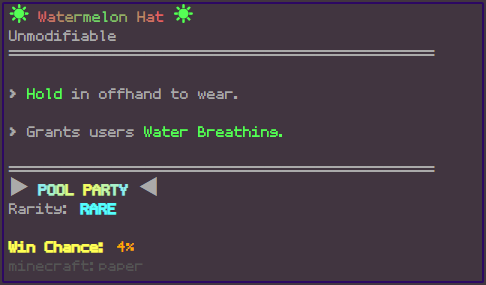 ☀ Watermelon Hat ☀
Unmodifiable
> Hold in offhand to wear.
> Grants users Water Breathing.
▶ POOL PARTY ◀
Rarity: RARE
Win Chance: 4%
minecraft:paper